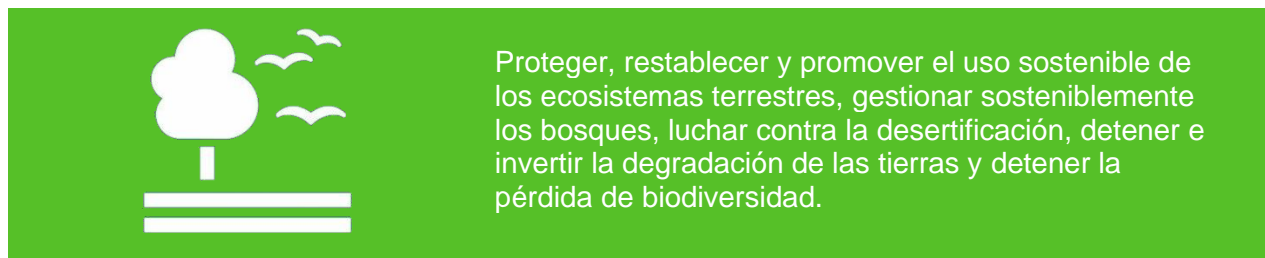 Proteger, restablecer y promover el uso sostenible de
los ecosistemas terrestres, gestionar sosteniblemente
los bosques, luchar contra la desertificación, detener e
invertir la degradación de las tierras y detener la
pérdida de biodiversidad.